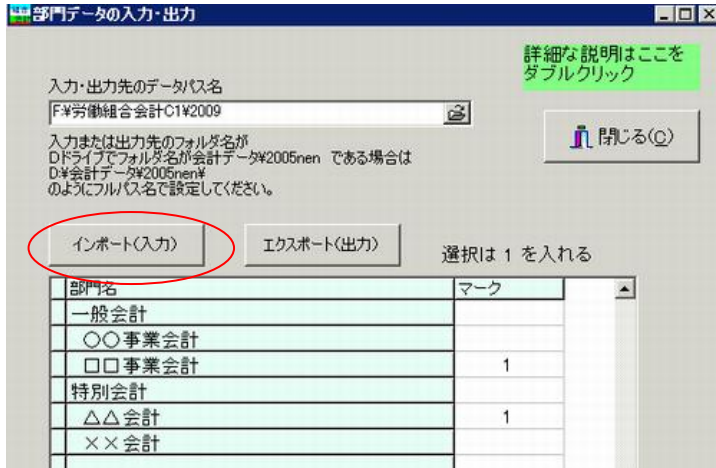 部門データの入力・出力
詳細な説明はここを
ダブルクリック
入力・出力先のデータパス名
F:¥労働組合会計C1¥2009
閉じる(C)
入力または出力先のフォルダ名が
Dドライブでフォルダ名が会計データ¥2005nen である場合は
D:¥会計データ¥2005nen¥
のようにフルパス名で設定してください。
インポート(入力)
エクスポート(出力)
選択は 1 を入れる
部門名 マーク
一般会計
〇〇事業会計
□□事業会計 1
特別会計
△△会計 1
××会計